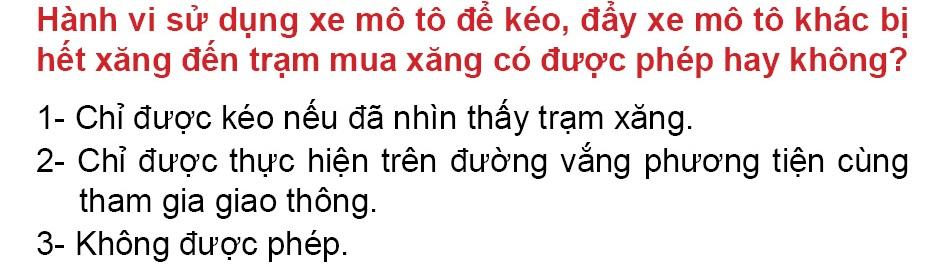 Hành vi sử dụng xe mô tô để kéo, đẩy xe mô tô khác bị
hết xăng đến trạm mua xăng có được phép hay không?
1- Chỉ được kéo nếu đã nhìn thấy trạm xăng.
2- Chỉ được thực hiện trên đường vắng phương tiện cùng
tham gia giao thông.
3- Không được phép.